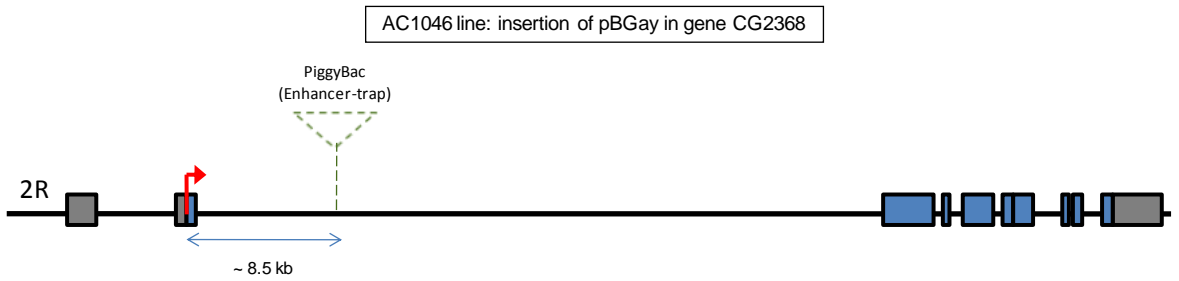 AC1046 line: insertion of pBGay in gene CG2368
PiggyBac
(Enhancer-trap)
2R
~ 8.5 kb